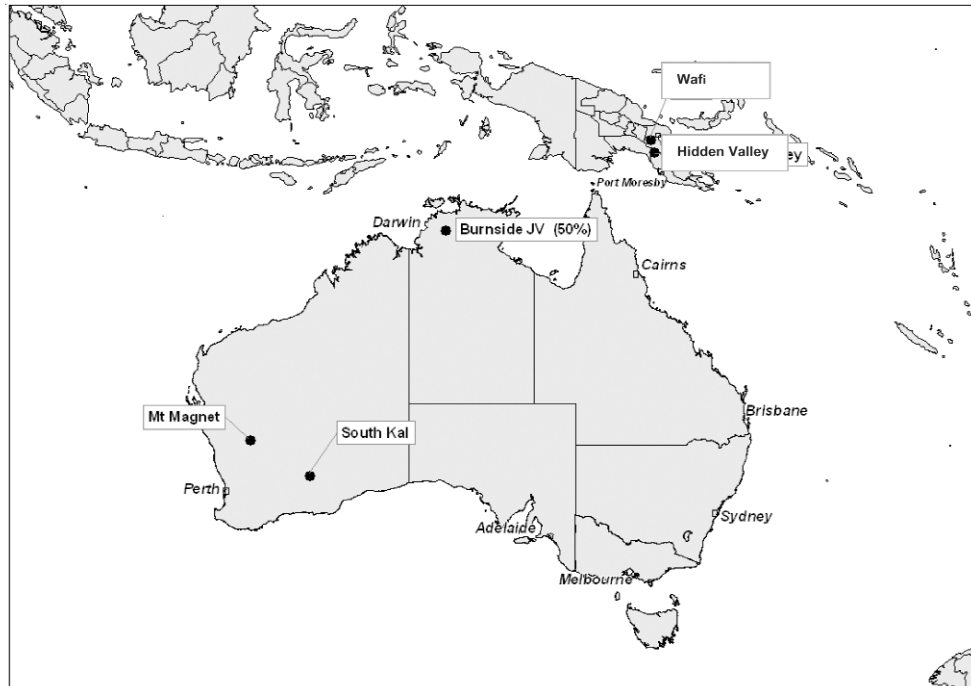 Wafi
Hidden Valley
ey
Port Moresby
Darwin
Burnside JV (50%)
Cairns
Mt Magnet
South Kal
Brisbane
Perth
Adelaide
Sydney
Melbourne